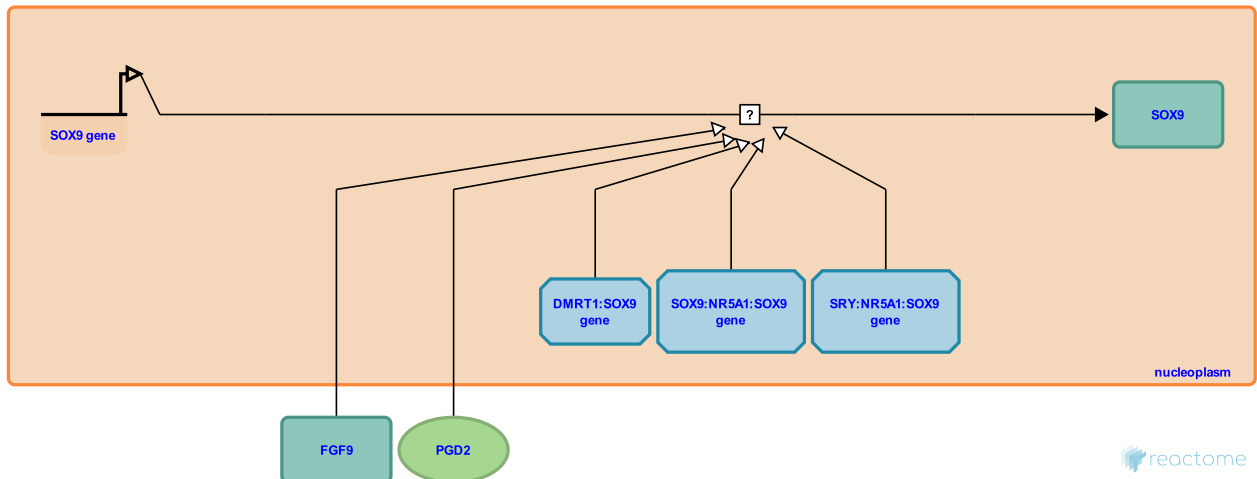 SOX9 gene
?
SOX9
DMRT1:SOX9
gene
SOX9:NR5A1:SOX9
gene
SRY:NR5A1:SOX9
gene
nucleoplasm
FGF9
PGD2
reactome